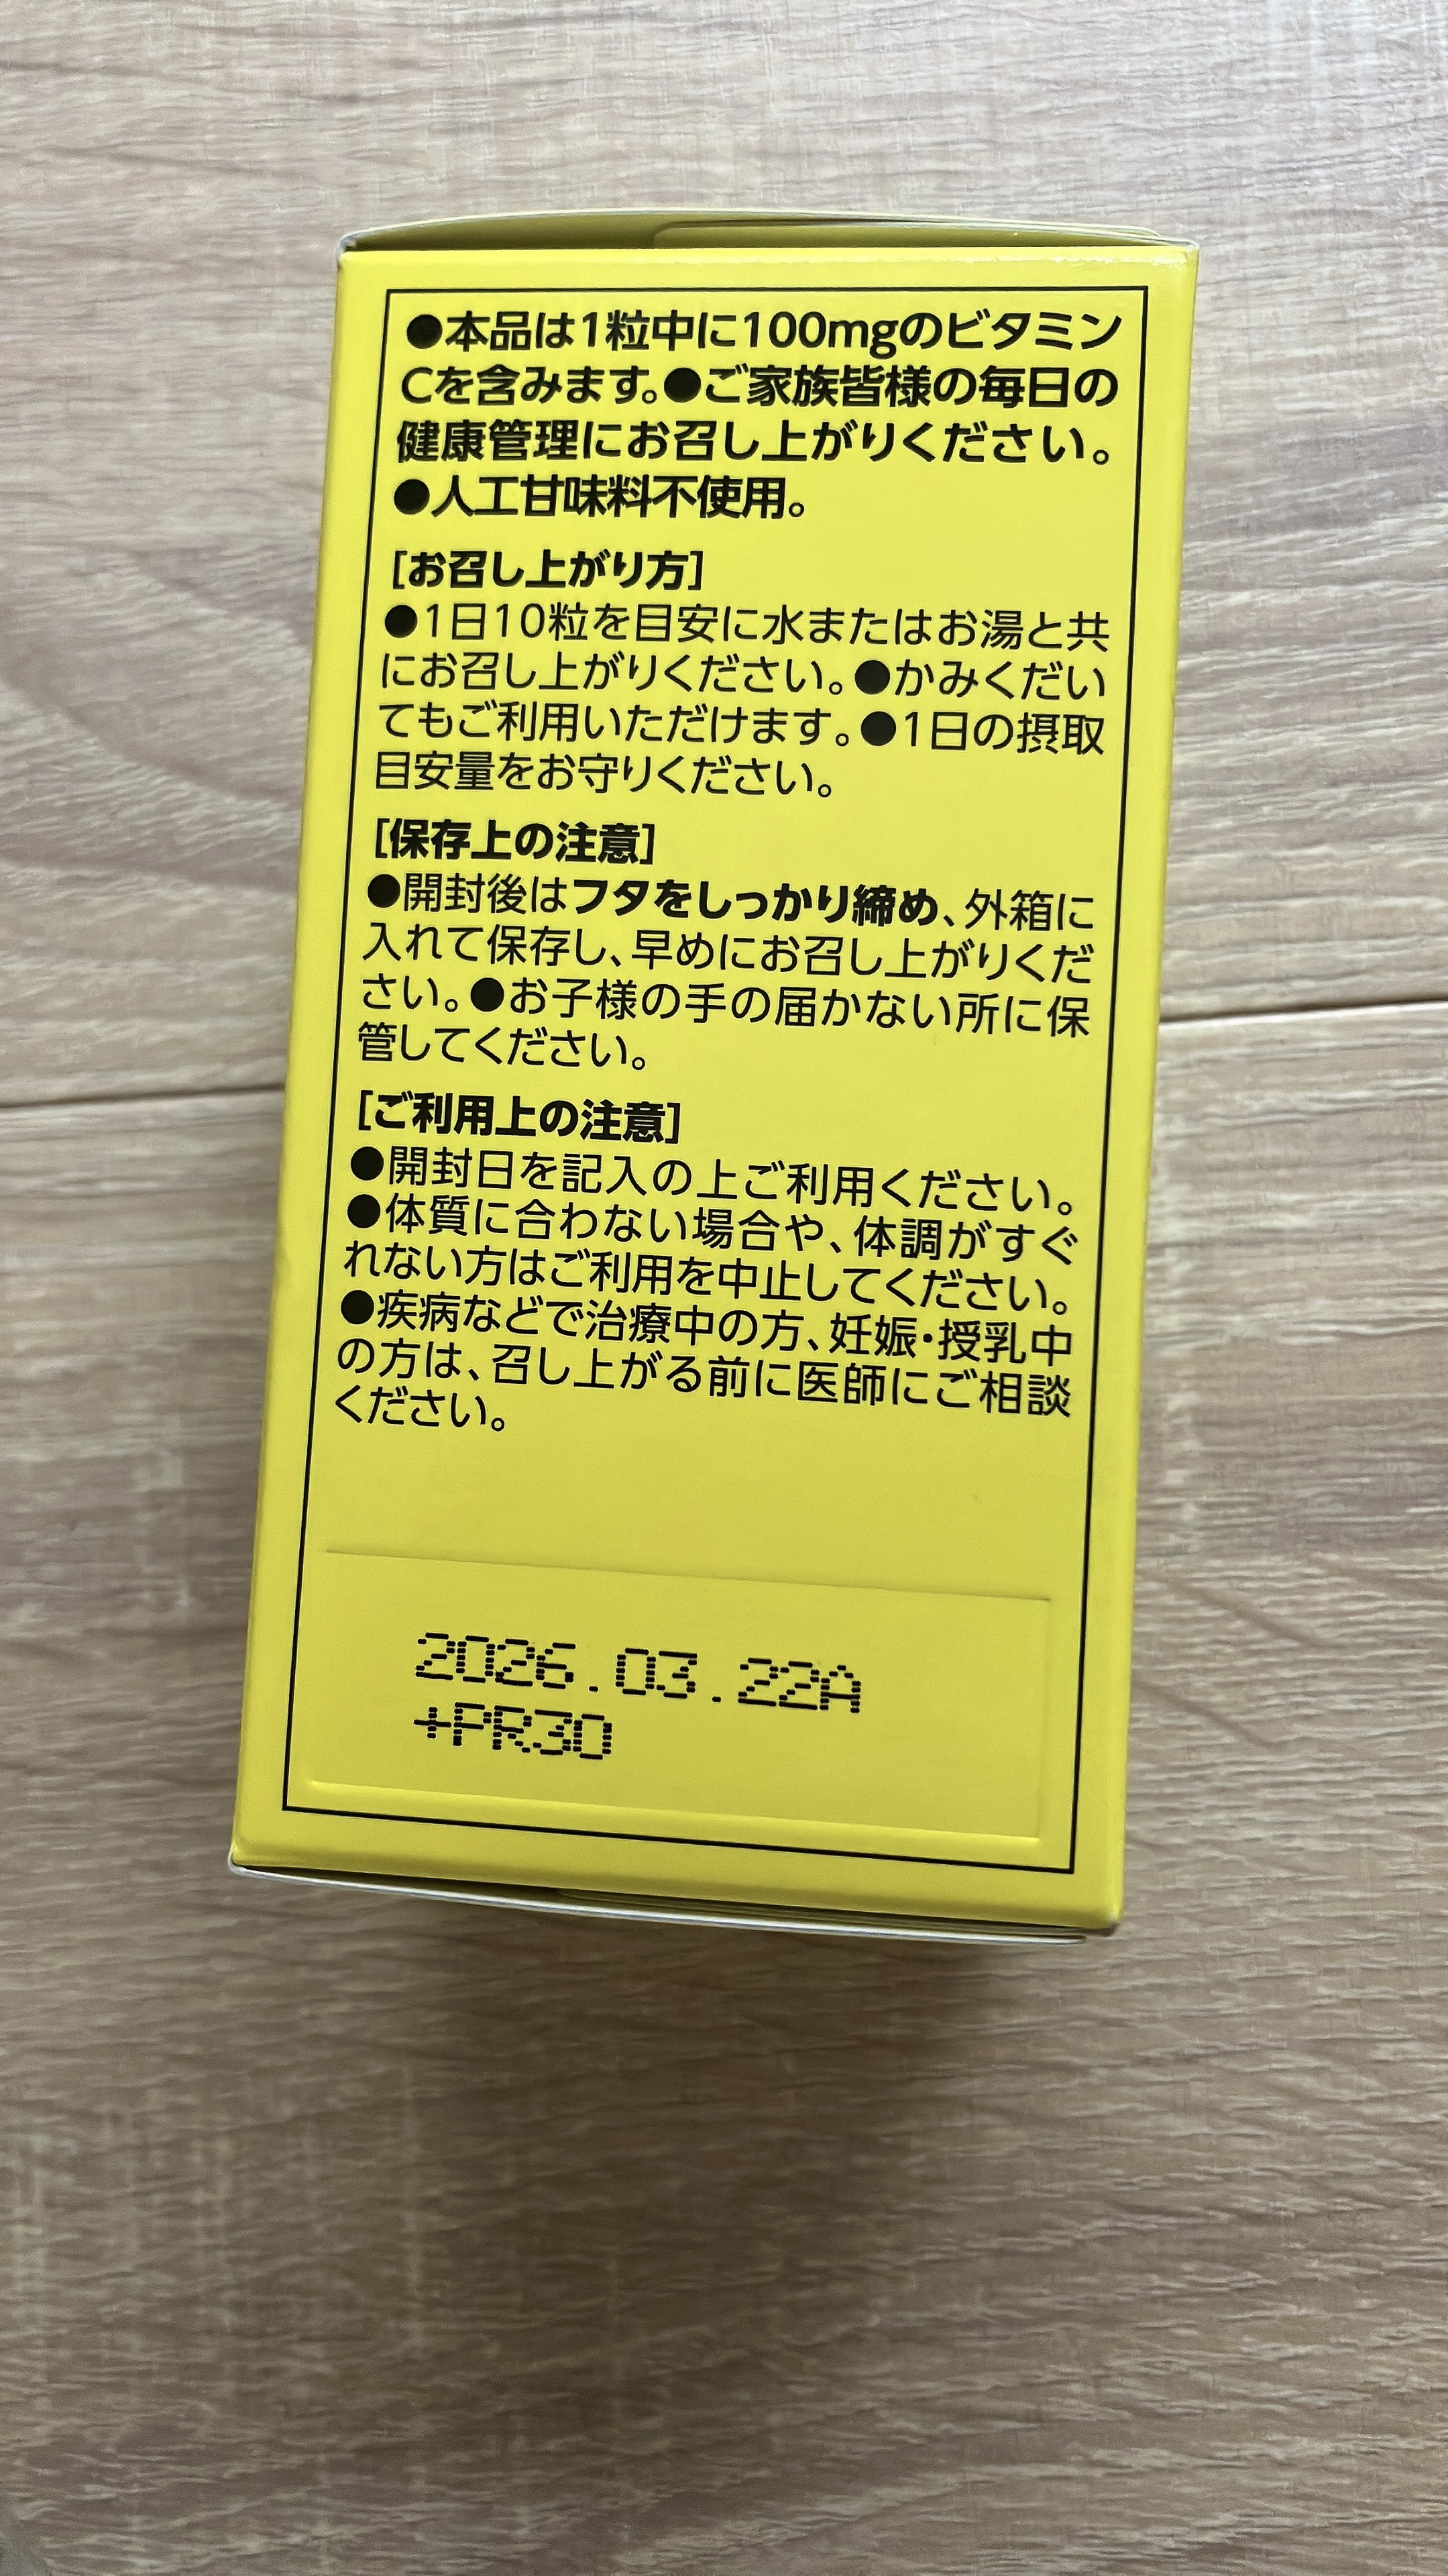 ●本品は1粒中に100mgのビタミン
Cを含みます。●ご家族皆様の毎日の
健康管理にお召し上がりください。
●人工甘味料不使用。
[お召し上がり方]
●1日10粒を目安に水またはお湯と共
にお召し上がりください。●かみくだい
てもご利用いただけます。●1日の摂取
目安量をお守りください。
[保存上の注意]
●開封後はフタをしっかり締め、外箱に
入れて保存し、早めにお召し上がりくだ
さい。●お子様の手の届かない所に保
管してください。
[ご利用上の注意]
●開封日を記入の上ご利用ください。
●体質に合わない場合や、体調がすぐ
れない方はご利用を中止してください。
●疾病などで治療中の方、妊娠・授乳中
の方は、召し上がる前に医師にご相談
ください。
2026.03.22A
+PR30